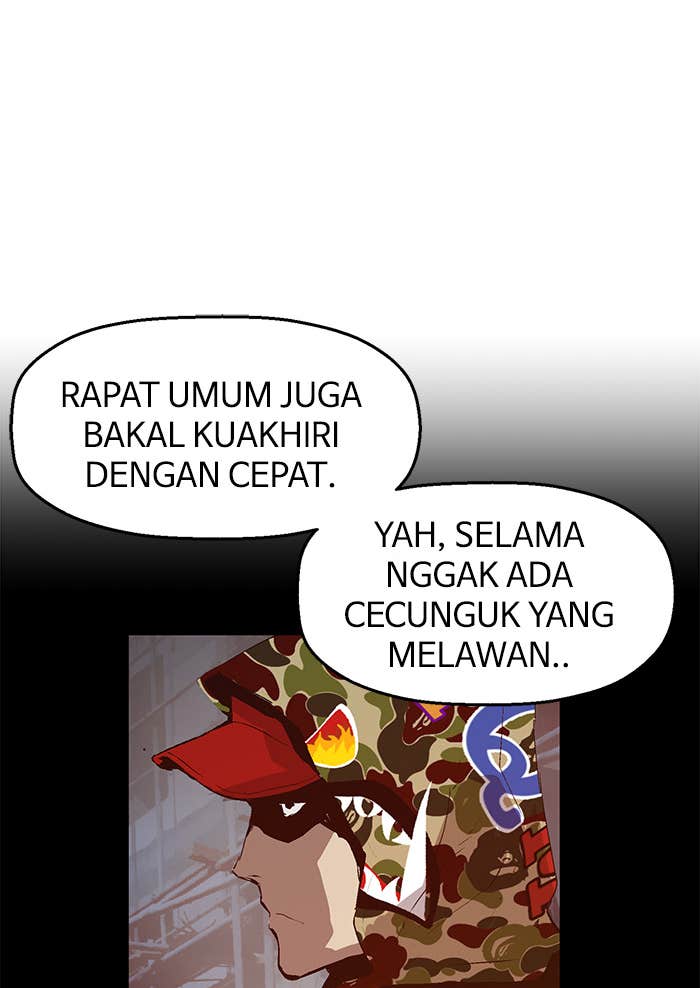 RAPAT UMUM JUGA
BAKAL KUAKHIRI
DENGAN CEPAT.
YAH, SELAMA
NGGAK ADA
CECUNGUK YANG
MELAWAN..